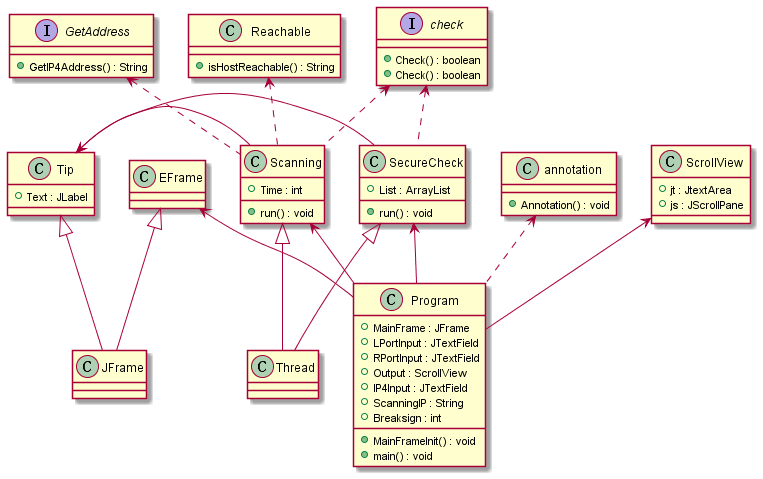 I GetAddress
GetIP4Address() : String
C Reachable
isHostReachable() : String
I check
Check() : boolean
Check() : boolean
C Tip
Text : JLabel
C EFrame
C Scanning
Time : int
run() : void
C SecureCheck
List : ArrayList
run() : void
C annotation
Annotation() : void
C ScrollView
jt : JtextArea
js : JScrollPane
C JFrame
C Thread
C Program
MainFrame : JFrame
LPortInput : JTextField
RPortInput : JTextField
Output : ScrollView
IP4Input : JTextField
ScanningIP : String
Breaksign : int
MainFrameInit() : void
main() : void